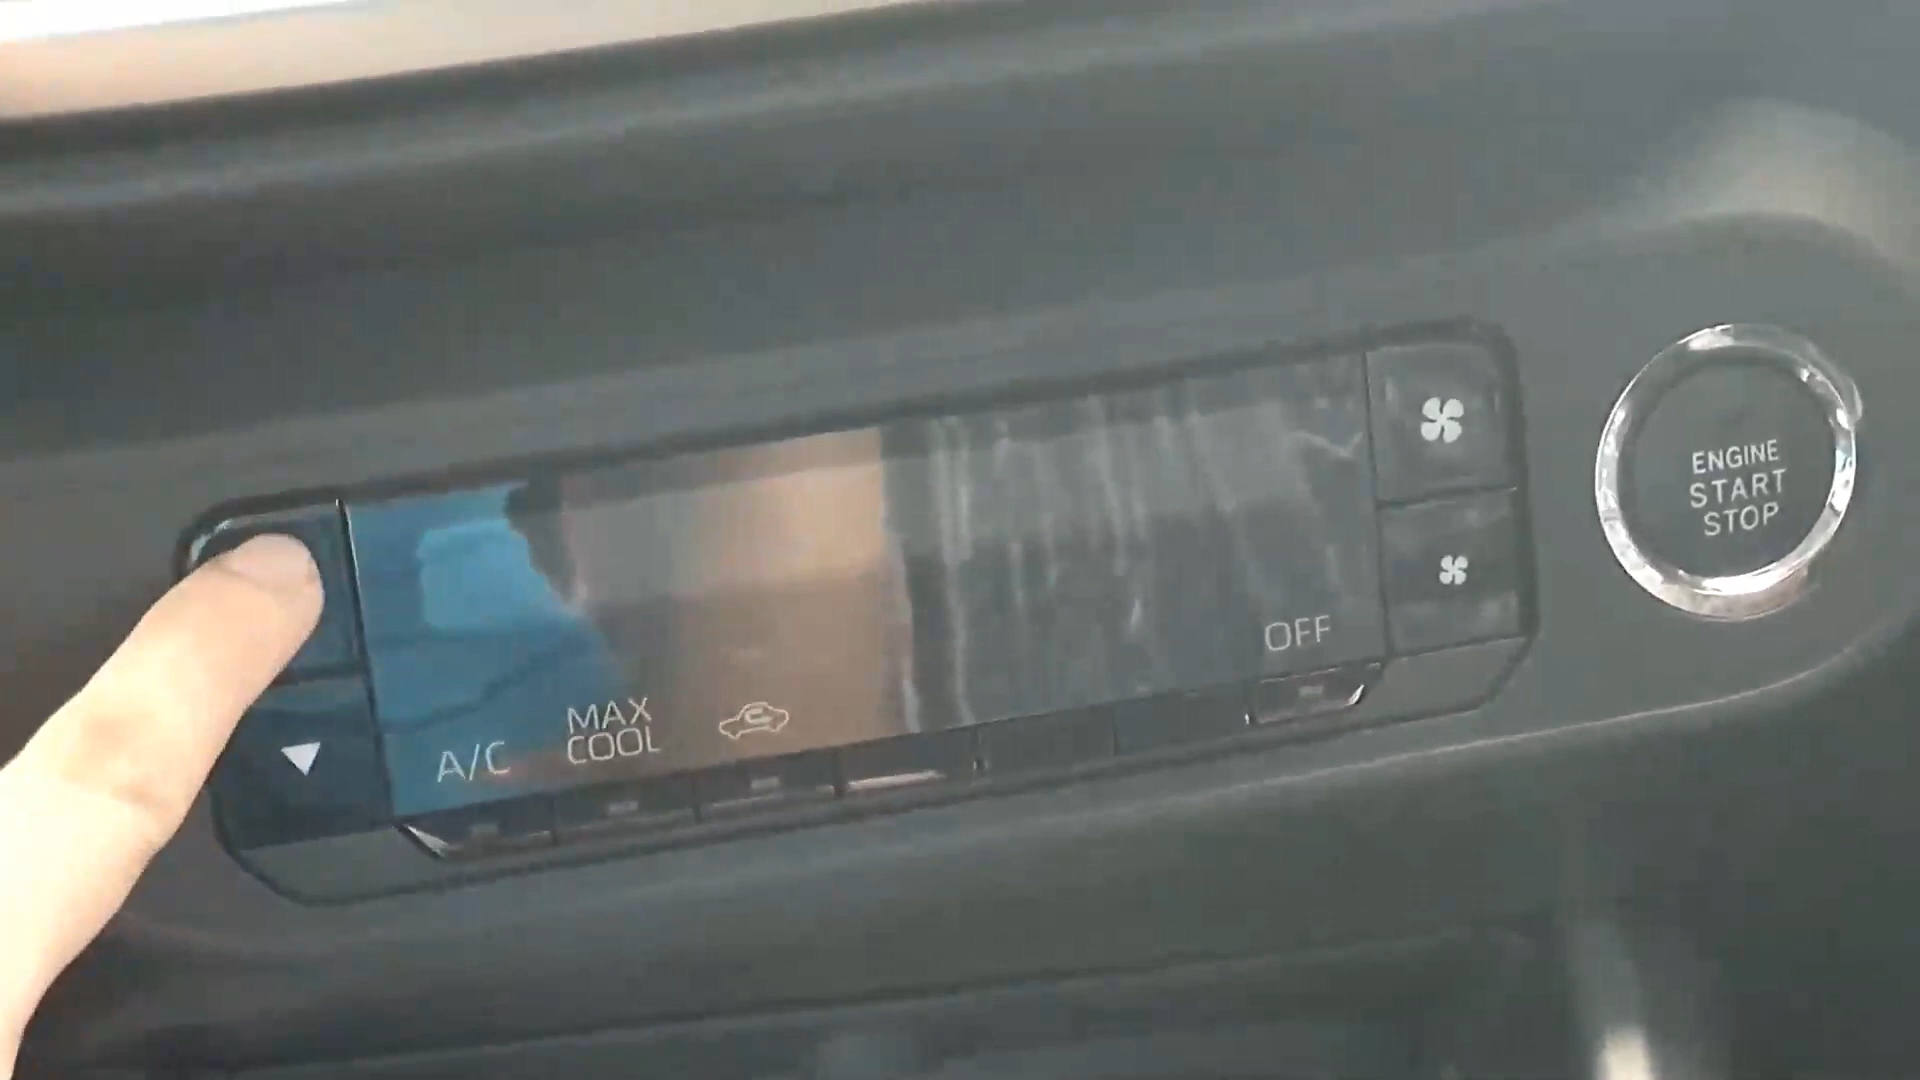 A/C
MAX
COOL
OFF
ENGINE
START
STOP